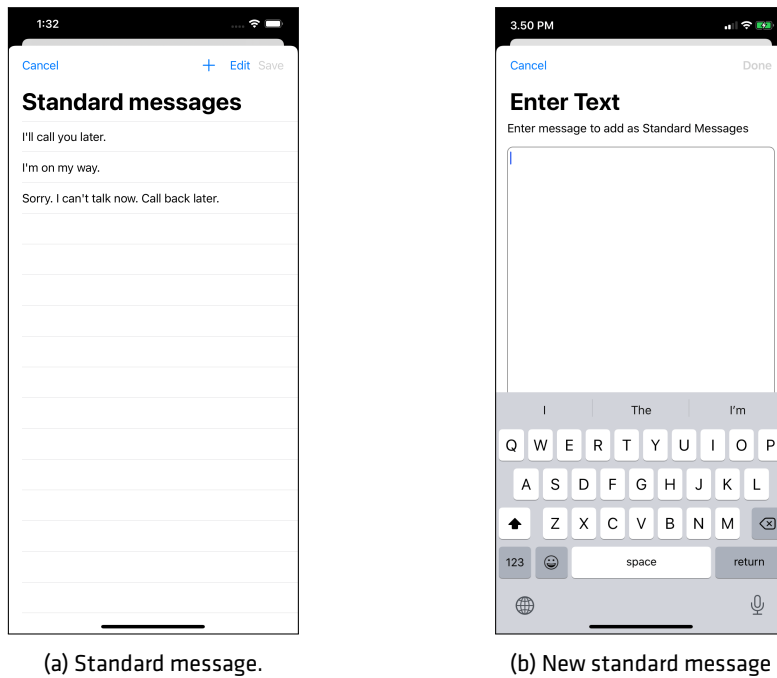 1:32
Cancel + Edit Save
Standard messages
I'll call you later.
I'm on my way.
Sorry. I can't talk now. Call back later.
(a) Standard message.
3.50 PM
Cancel Done
Enter Text
Enter message to add as Standard Messages
I The I'm
Q W E R T Y U I O P
A S D F G H J K L
Z X C V B N M
123 space return
(b) New standard message